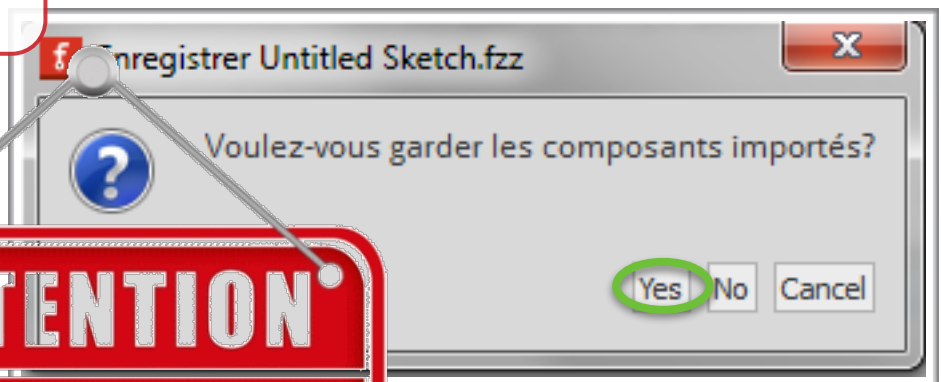 Enregistrer Untitled Sketch.fzz
Voulez-vous garder les composants importés?
Yes No Cancel
TENTION